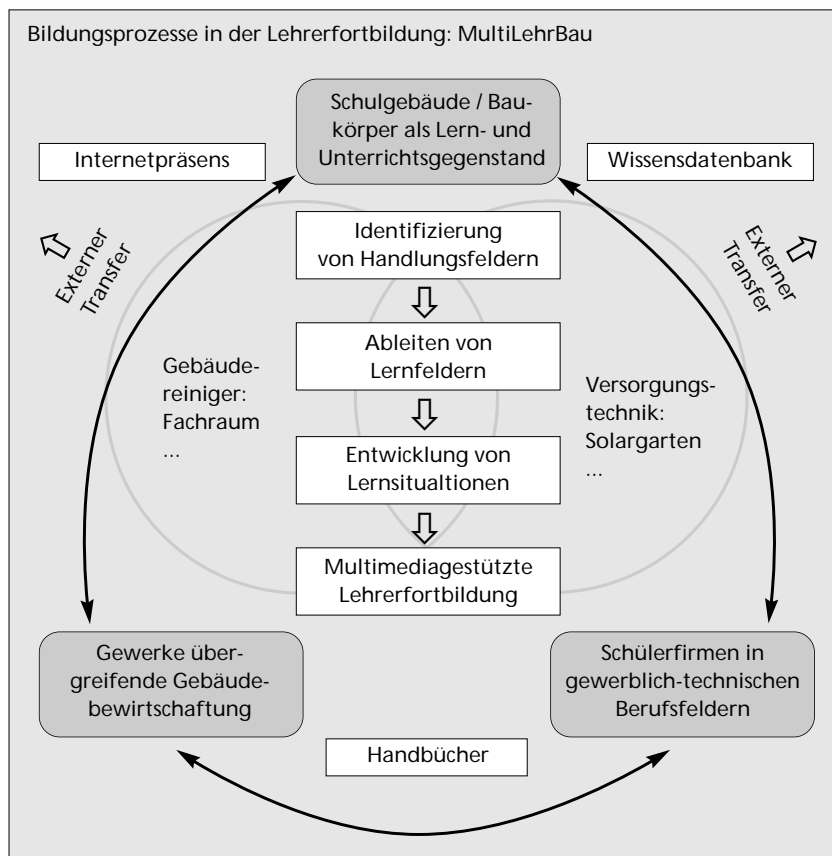 Bildungsprozesse in der Lehrerfortbildung: MultiLehrBau
Schulgebäude / Bau-
körper als Lern- und
Unterrichtsgegenstand
Internetpräsens
Wissensdatenbank
Externer
Transfer
Externer
Transfer
Identifizierung
von Handlungsfeldern
Ableiten von
Lernfeldern
Gebäude-
reiniger:
Fachraum
...
Versorgungs-
technik:
Solargarten
...
Entwicklung von
Lernsitualtionen
Multimediagestützte
Lehrerfortbildung
Gewerke über-
greifende Gebäude-
bewirtschaftung
Schülerfirmen in
gewerblich-technischen
Berufsfeldern
Handbücher